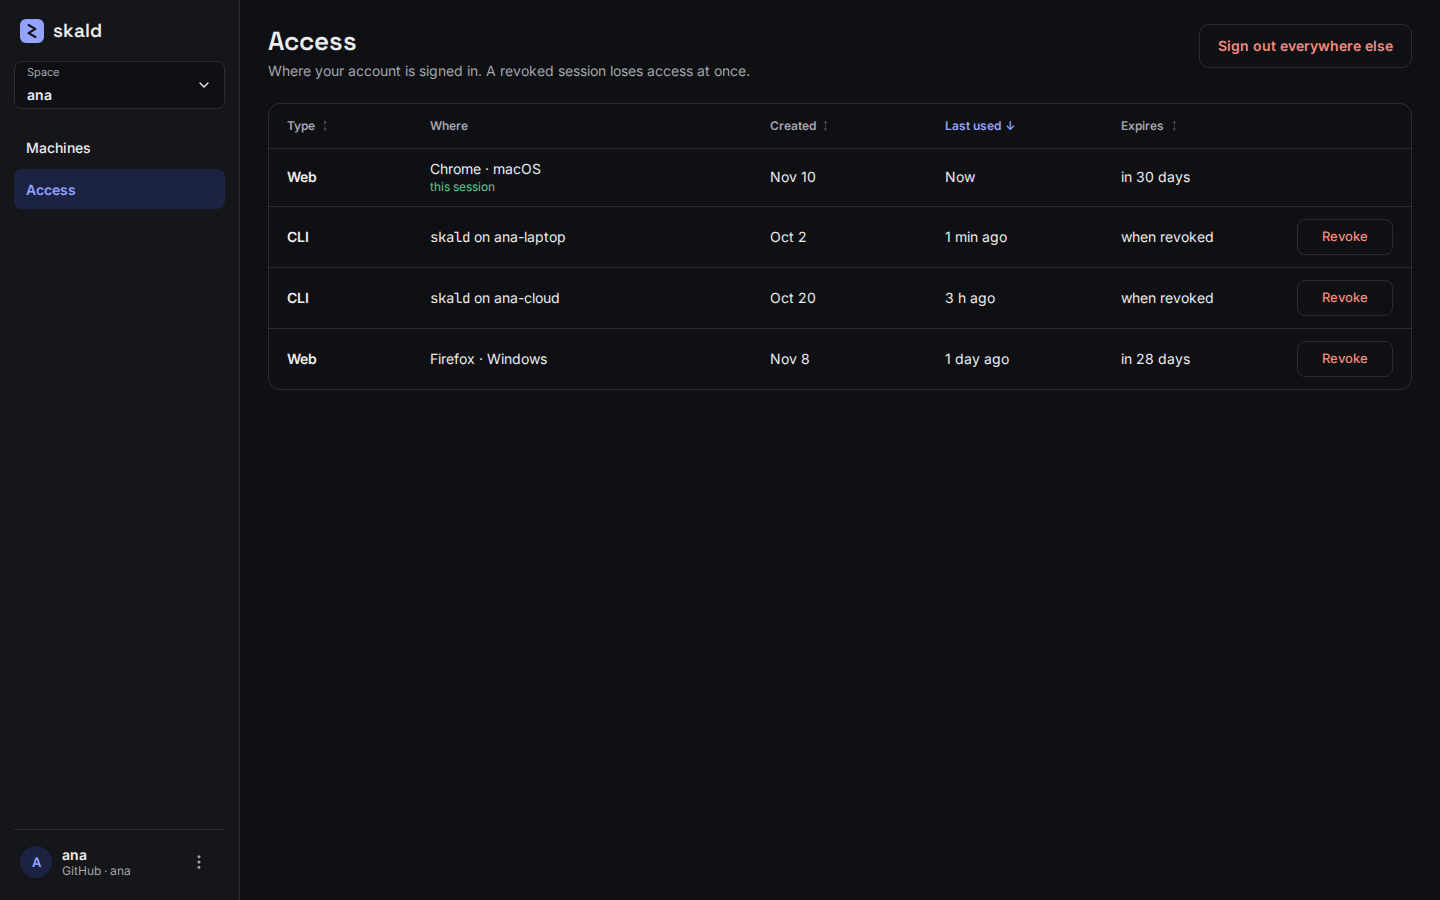 skald
Space
ana
Machines
Access
Access
Where your account is signed in. A revoked session loses access at once.
Sign out everywhere else
Type Where Created Last used Expires
Web Chrome · macOS Nov 10 Now in 30 days
this session
CLI skald on ana-laptop Oct 2 1 min ago when revoked Revoke
CLI skald on ana-cloud Oct 20 3 h ago when revoked Revoke
Web Firefox · Windows Nov 8 1 day ago in 28 days Revoke
A ana
GitHub · ana